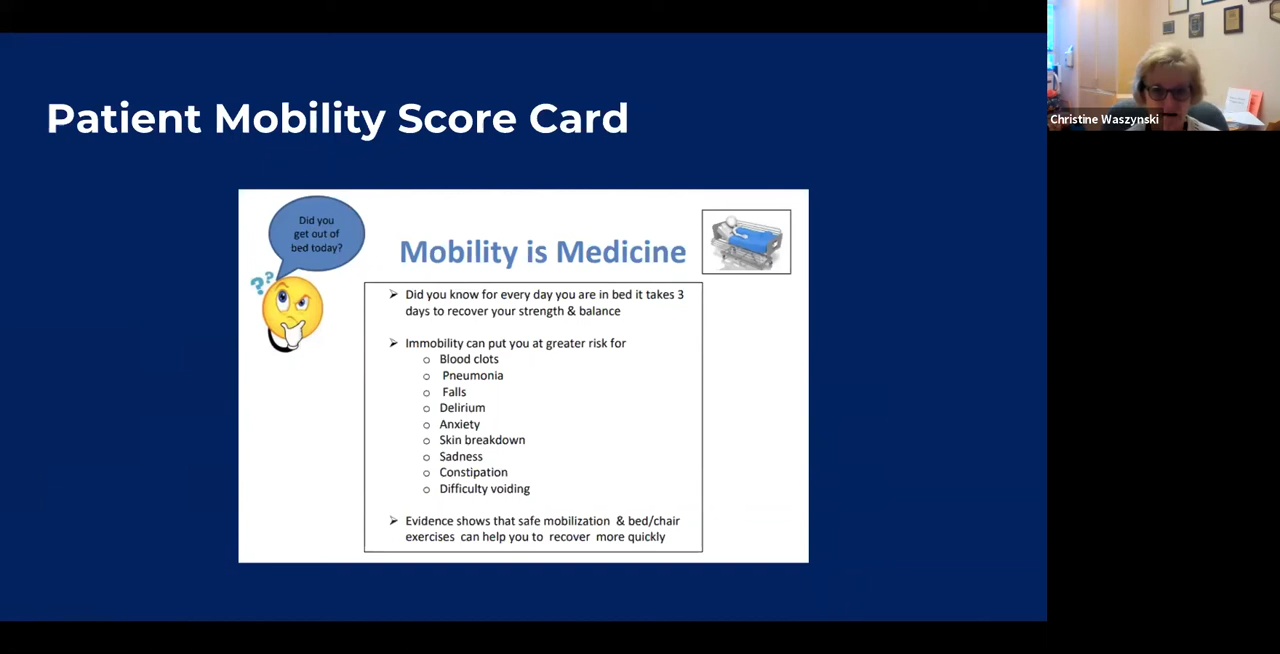 Patient Mobility Score Card
Christine Waszynski
Did you
get out of
bed today?
??
Mobility is Medicine
➢ Did you know for every day you are in bed it takes 3
days to recover your strength & balance
➢ Immobility can put you at greater risk for
o Blood clots
o Pneumonia
o Falls
o Delirium
o Anxiety
o Skin breakdown
o Sadness
o Constipation
o Difficulty voiding
➢ Evidence shows that safe mobilization & bed/chair
exercises can help you to recover more quickly